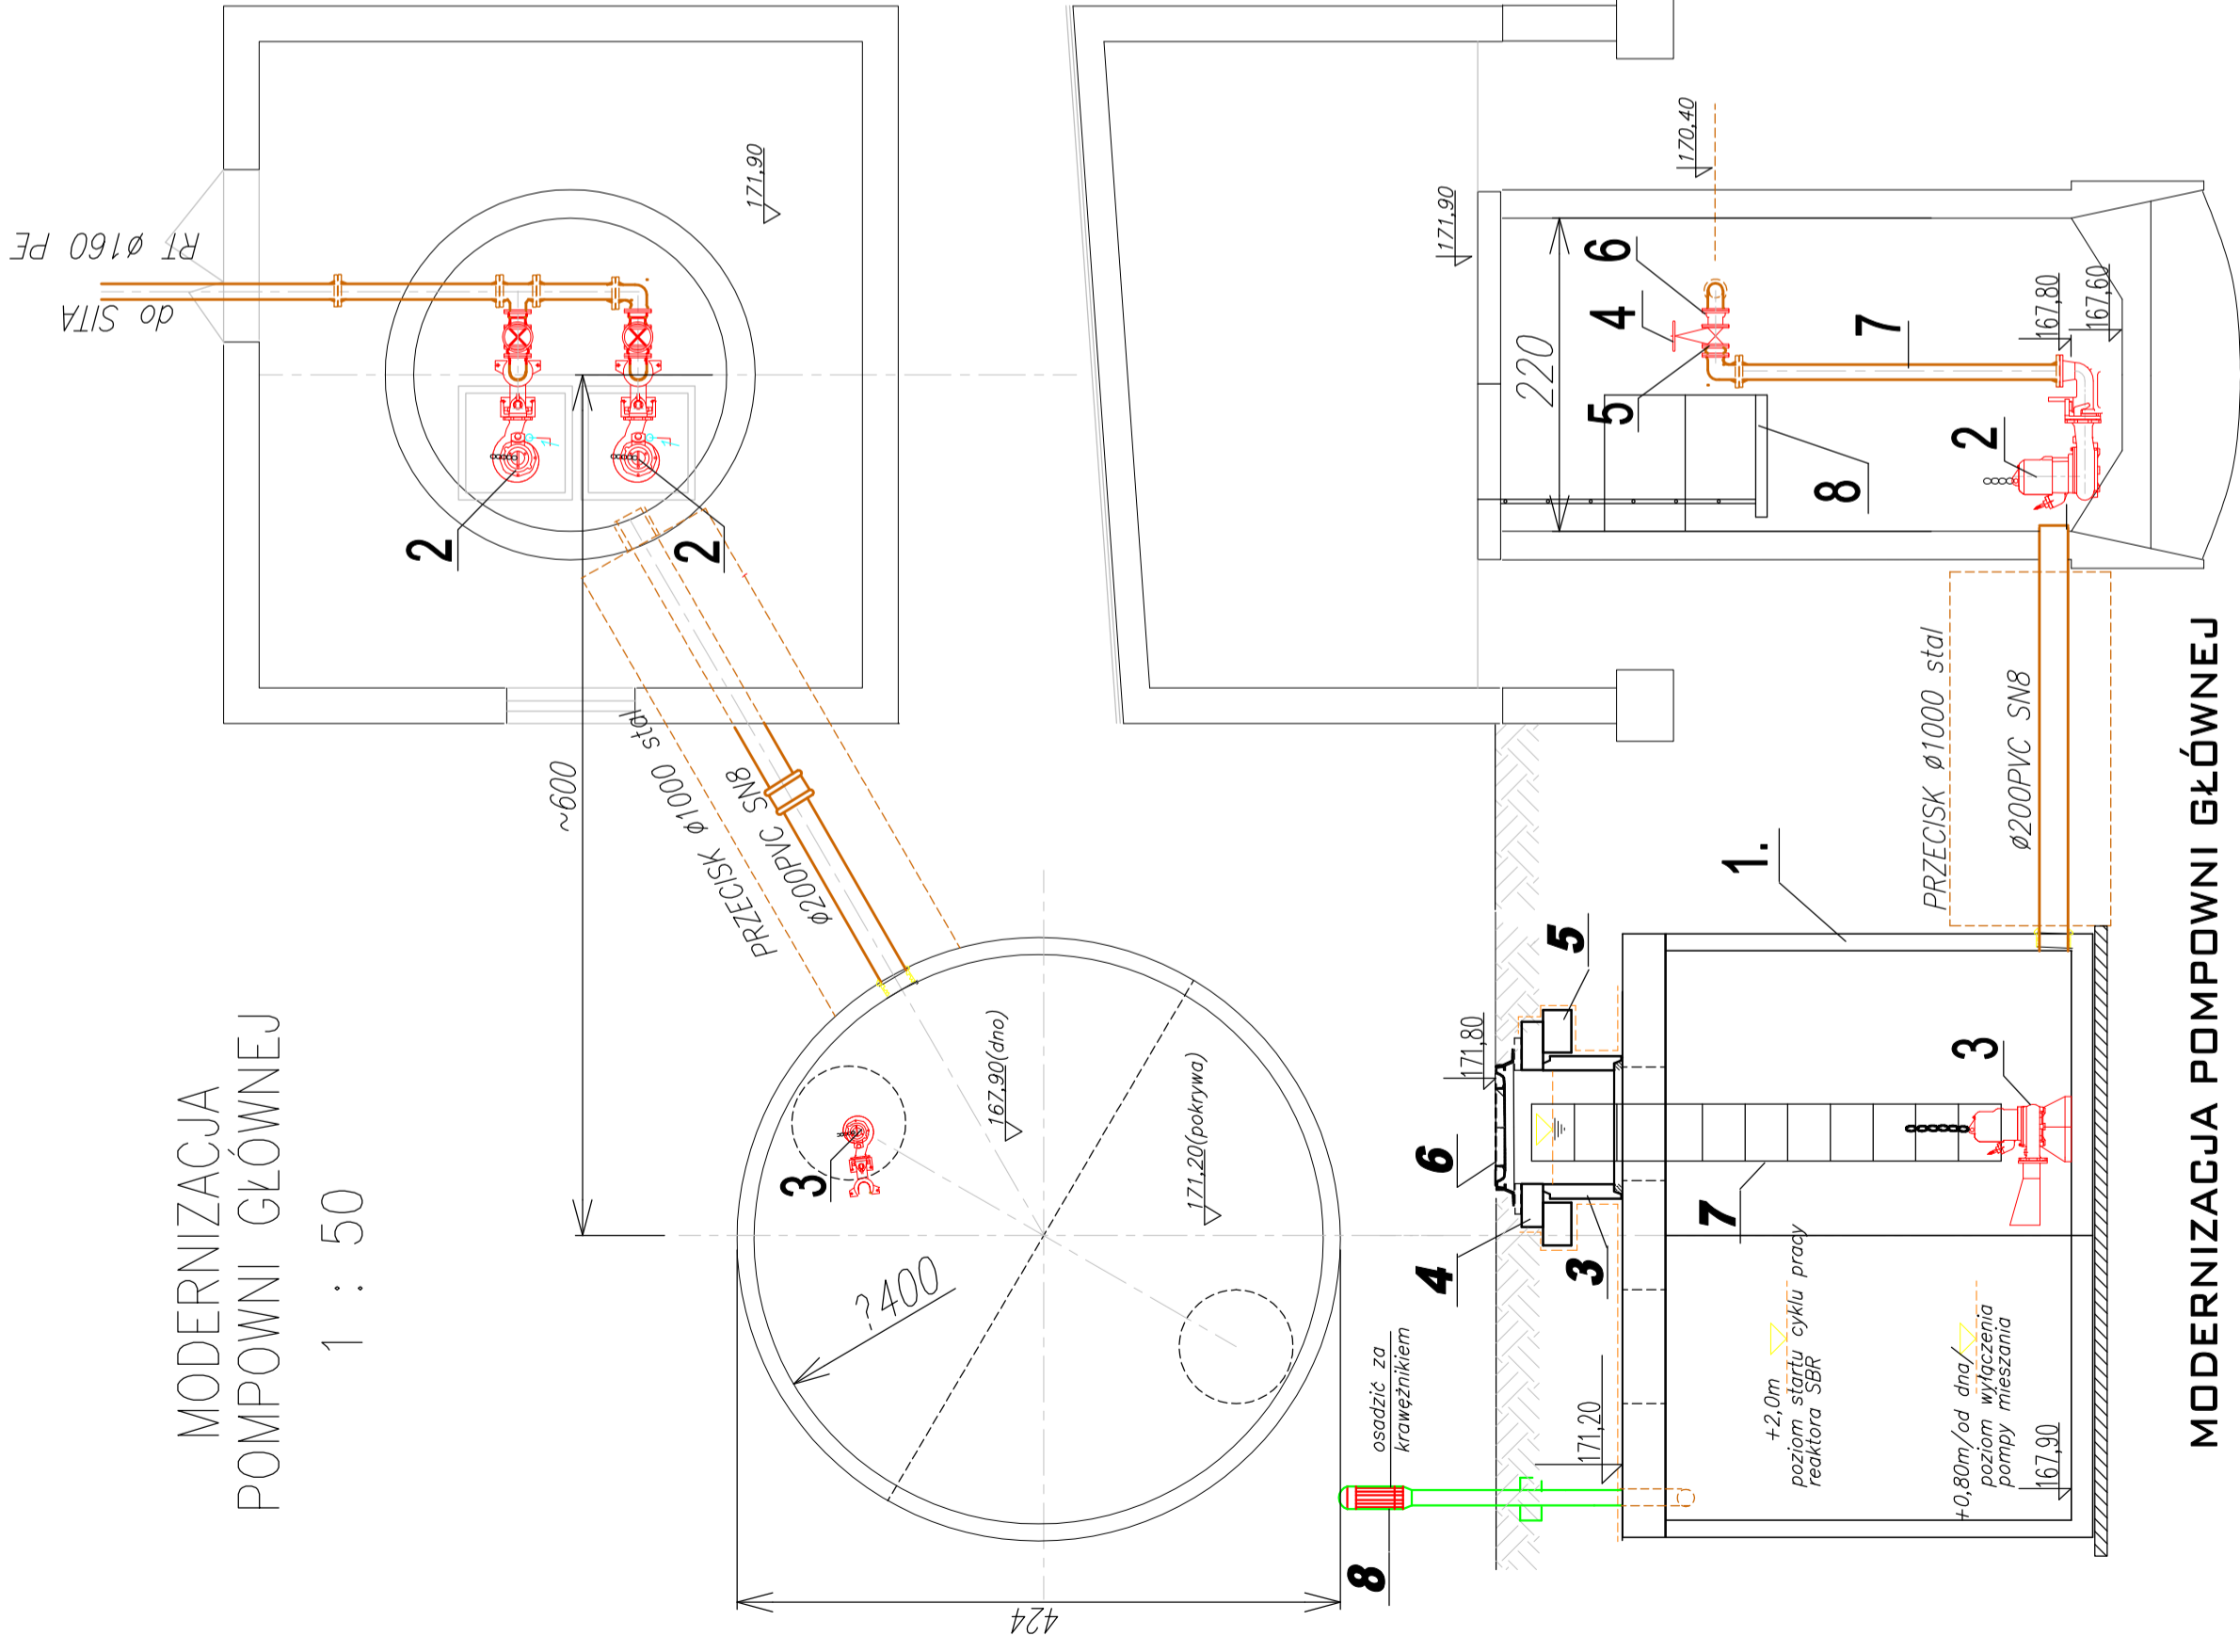 MODERNIZACJA
POMPOWNI GŁÓWNEJ
1 : 50
RT ø160 PE
do SITA
171,90
2
2
~600
PRZECISK ø1000 stal
ø200PVC SN8
3
167,90(dno)
171,20(pokrywa)
~400
424
171,90
170,40
220
4
6
5
7
8
2
167,80
167,60
PRZECISK ø1000 stal
ø200PVC SN8
1.
171,80
5
6
4
3
7
3
8
osadzić za
krawężnikiem
171,20
+2,0m
poziom startu cyklu pracy
reaktora SBR
+0,80m/od dna/
poziom wyłączenia
pompy mieszania
167,90
MODERNIZACJA POMPOWNI GŁÓWNEJ